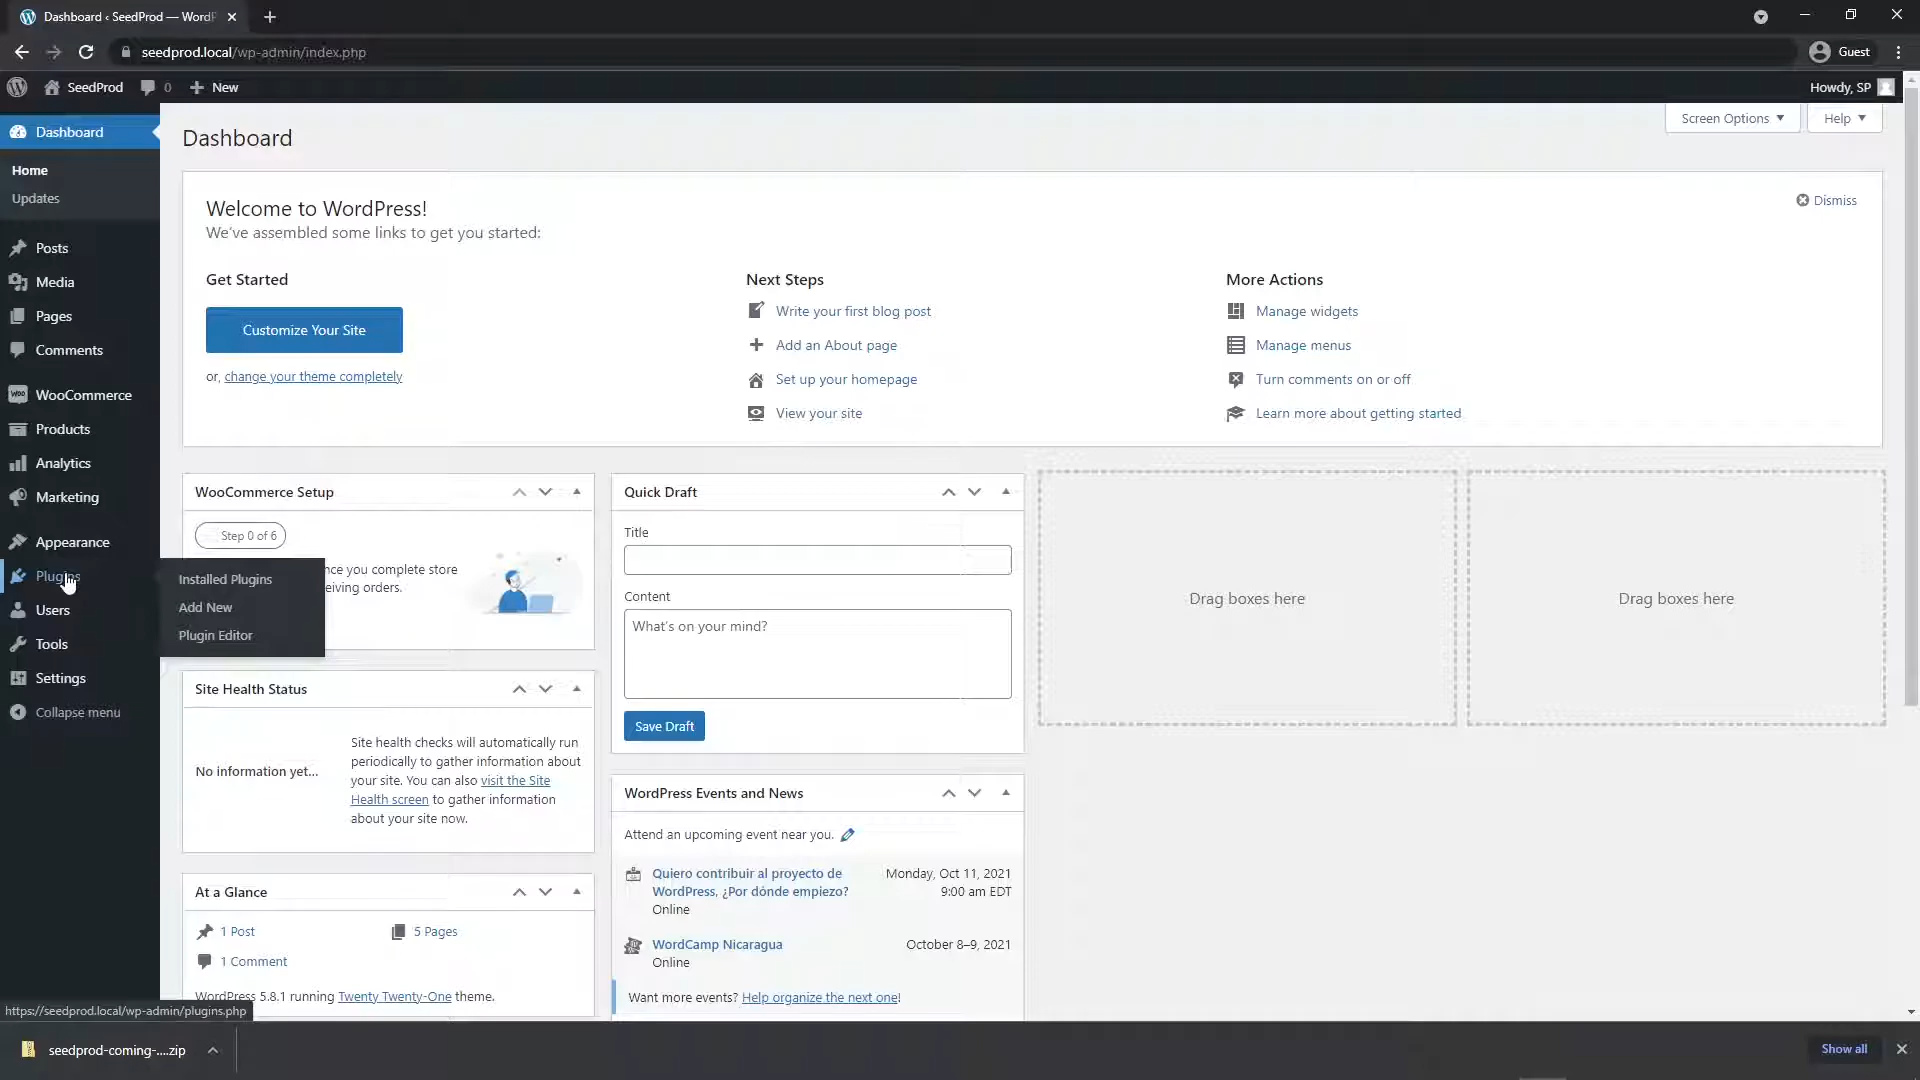 Dashboard ‹ SeedProd — WordP
seedprod.local/wp-admin/index.php
Guest
SeedProd
0
New
Howdy, SP
Dashboard
Home
Updates
Posts
Media
Pages
Comments
WooCommerce
Products
Analytics
Marketing
Appearance
Plugins
Users
Tools
Settings
Collapse menu
Installed Plugins
Add New
Plugin Editor
Dashboard
Screen Options
Help
Welcome to WordPress!
We've assembled some links to get you started:
Dismiss
Get Started
Customize Your Site
or, change your theme completely
Next Steps
Write your first blog post
Add an About page
Set up your homepage
View your site
More Actions
Manage widgets
Manage menus
Turn comments on or off
Learn more about getting started
WooCommerce Setup
Step 0 of 6
nce you complete store
eiving orders.
Site Health Status
No information yet...
Site health checks will automatically run
periodically to gather information about
your site. You can also visit the Site
Health screen to gather information
about your site now.
At a Glance
1 Post
5 Pages
1 Comment
WordPress 5.8.1 running Twenty Twenty-One theme.
Quick Draft
Title
Content
What's on your mind?
Save Draft
WordPress Events and News
Attend an upcoming event near you.
Quiero contribuir al proyecto de
WordPress, ¿Por dónde empiezo?
Online
Monday, Oct 11, 2021
9:00 am EDT
WordCamp Nicaragua
Online
October 8–9, 2021
Want more events? Help organize the next one!
Drag boxes here
Drag boxes here
https://seedprod.local/wp-admin/plugins.php
seedprod-coming-....zip
Show all